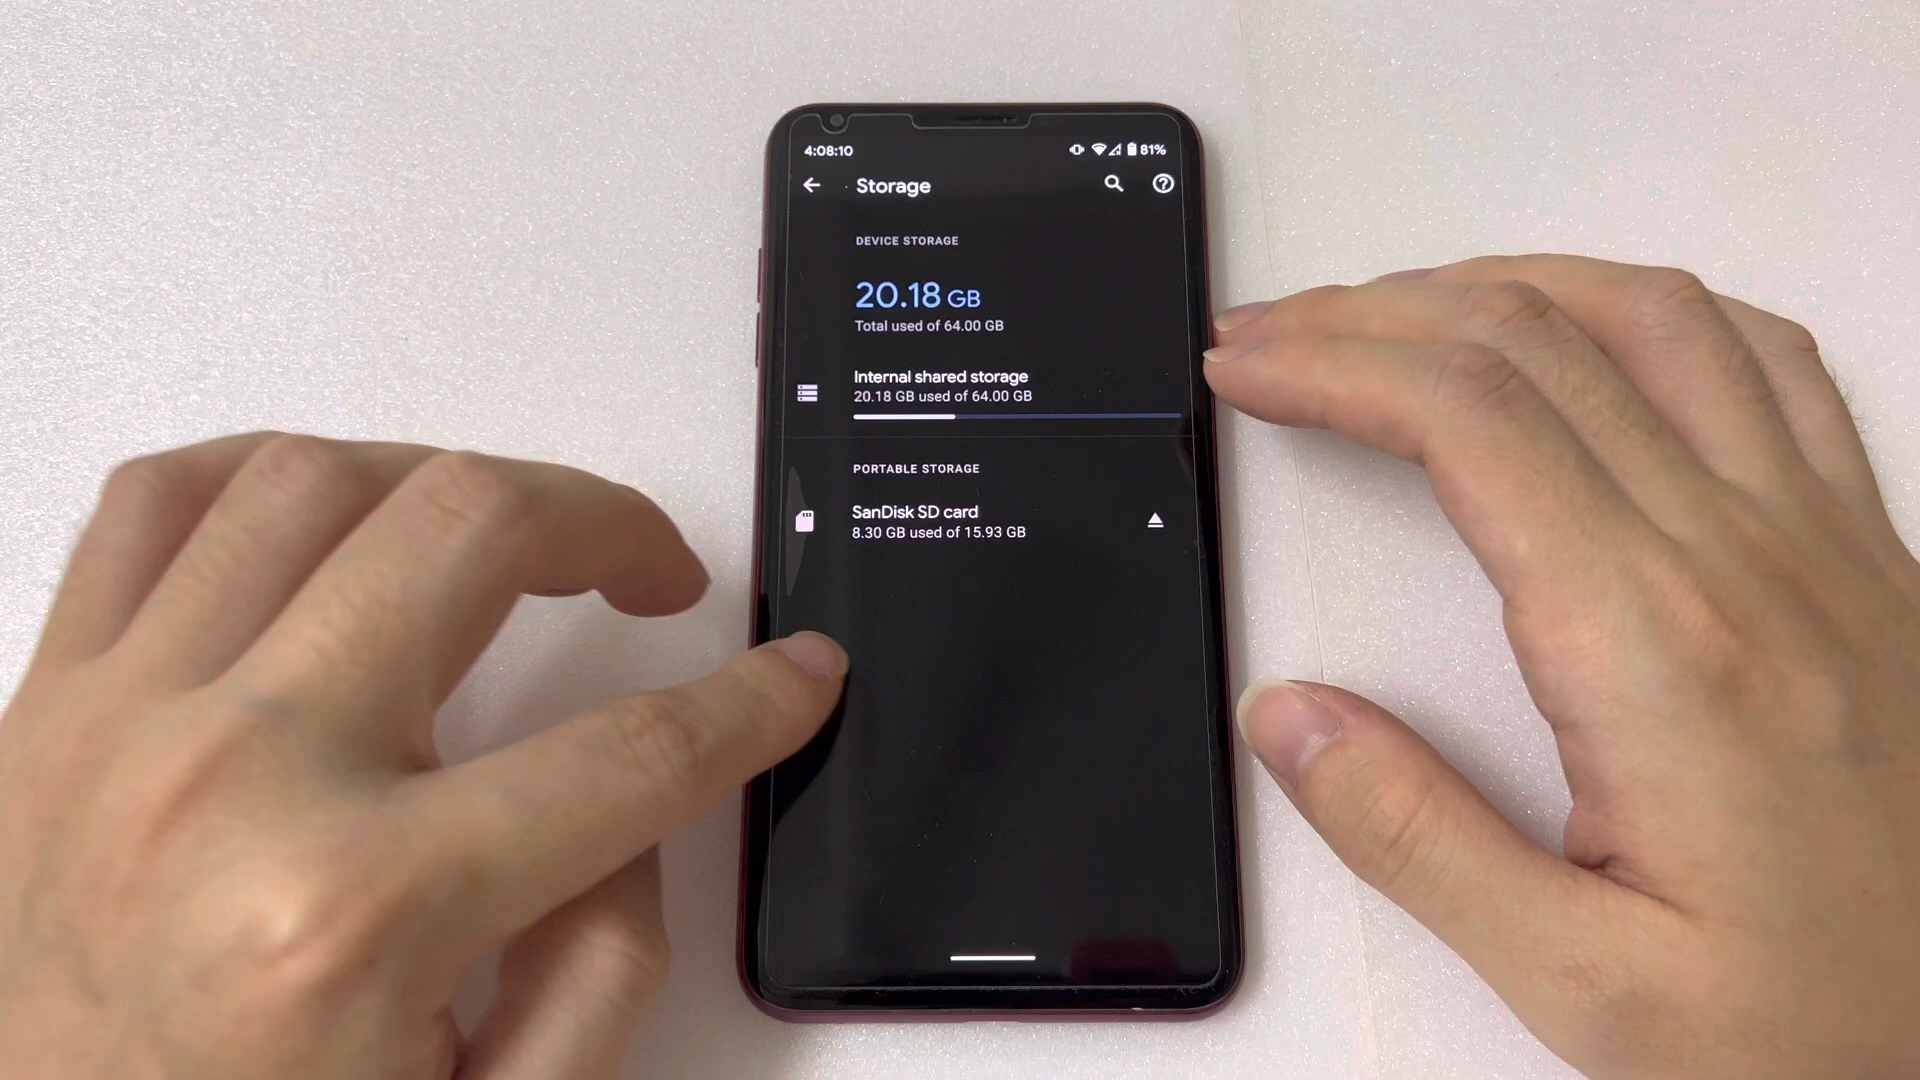 4:08:10
81%
Storage
DEVICE STORAGE
20.18 GB
Total used of 64.00 GB
Internal shared storage
20.18 GB used of 64.00 GB
PORTABLE STORAGE
SanDisk SD card
8.30 GB used of 15.93 GB